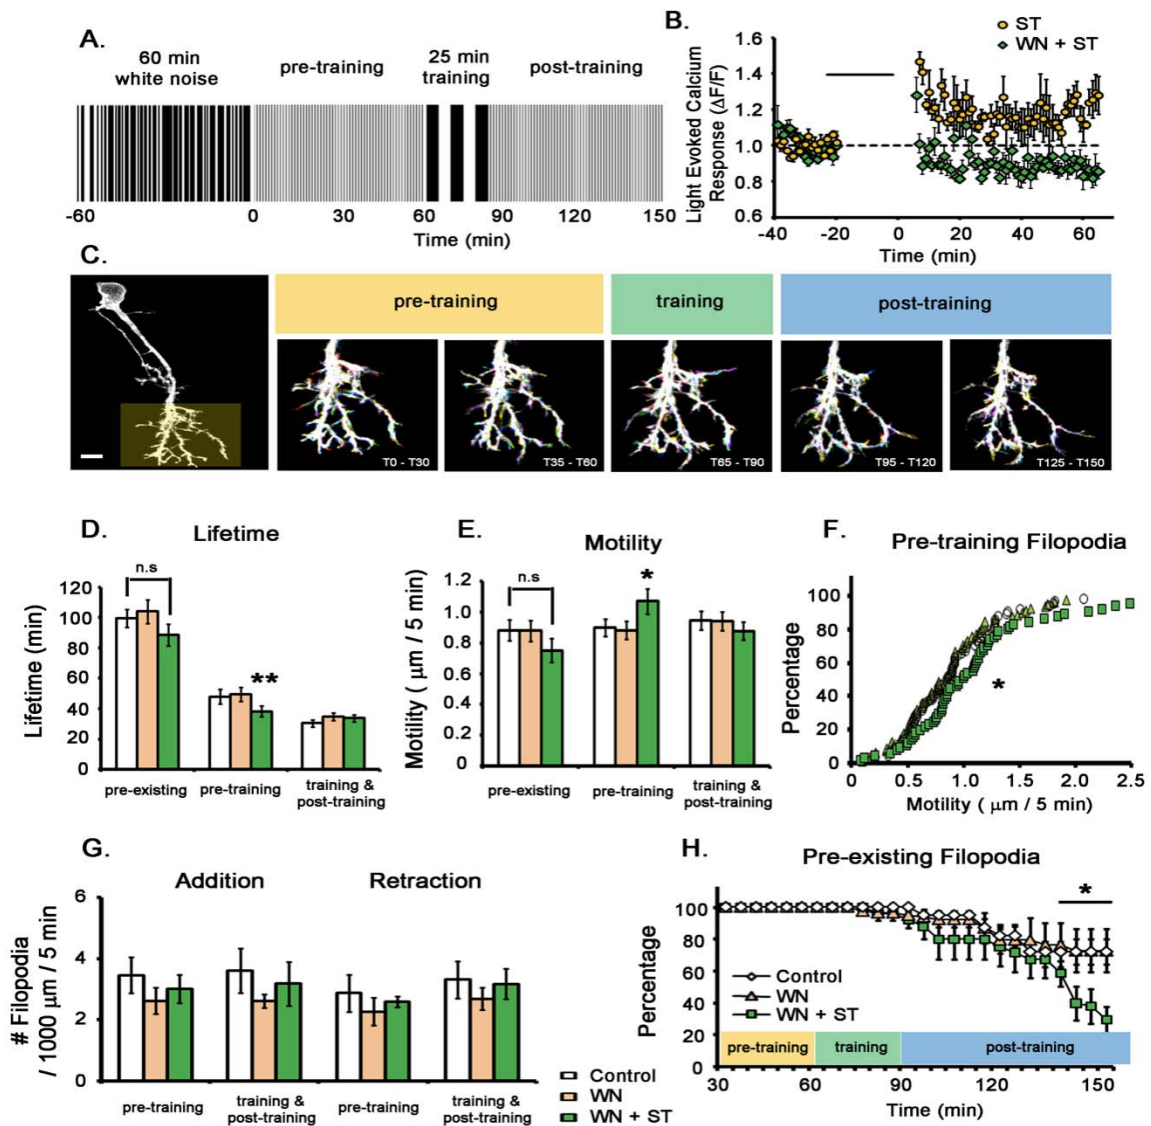 A.
60 min
white noise
pre-training
25 min
training
post-training
-60
0
30
60
90
120
150
Time (min)
B.
ST
WN + ST
Light Evoked Calcium
Response (ΔF/F)
1.6
1.4
1.2
1.0
0.8
0.6
-40
-20
0
20
40
60
Time (min)
C.
pre-training
training
post-training
T0 - T30
T35 - T60
T65 - T90
T95 - T120
T125 - T150
D.
Lifetime
n.s
**
Lifetime (min)
120
100
80
60
40
20
0
pre-existing
pre-training
training &
post-training
E.
Motility
n.s
*
Motility ( μm / 5 min)
1.2
1.0
0.8
0.6
0.4
0.2
0
pre-existing
pre-training
training &
post-training
F.
Pre-training Filopodia
Percentage
100
80
60
40
20
0
*
0
0.5
1.0
1.5
2.0
2.5
Motility ( μm / 5 min)
G.
Addition
Retraction
# Filopodia
/ 1000 μm / 5 min
6
4
2
0
pre-training
training &
post-training
pre-training
training &
post-training
Control
WN
WN + ST
H.
Pre-existing Filopodia
*
Percentage
100
80
60
40
20
0
Control
WN
WN + ST
pre-training
training
post-training
30
60
90
120
150
Time (min)